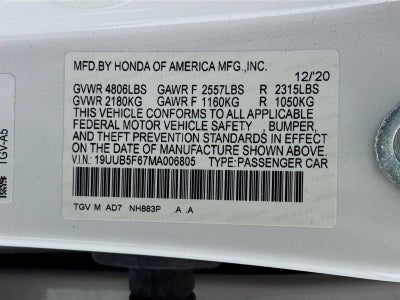 MFD.BY HONDA OF AMERICA MFG.,INC.
12/'20
GVWR 4806LBS GAWR F 2557LBS R 2315LBS
GVWR 2180KG GAWR F 1160KG R 1050KG
THIS VEHICLE CONFORMS TO ALL APPLICABLE
FEDERAL MOTOR VEHICLE SAFETY, BUMPER,
AND THEFT PREVENTION STANDARDS IN EFFECT
ON THE DATE OF MANUFACTURE SHOWN ABOVE.
V.I.N: 19UUB5F67MA006805 TYPE:PASSENGER CAR
TGV M AD7 NH883P .A .A
TGV-A5